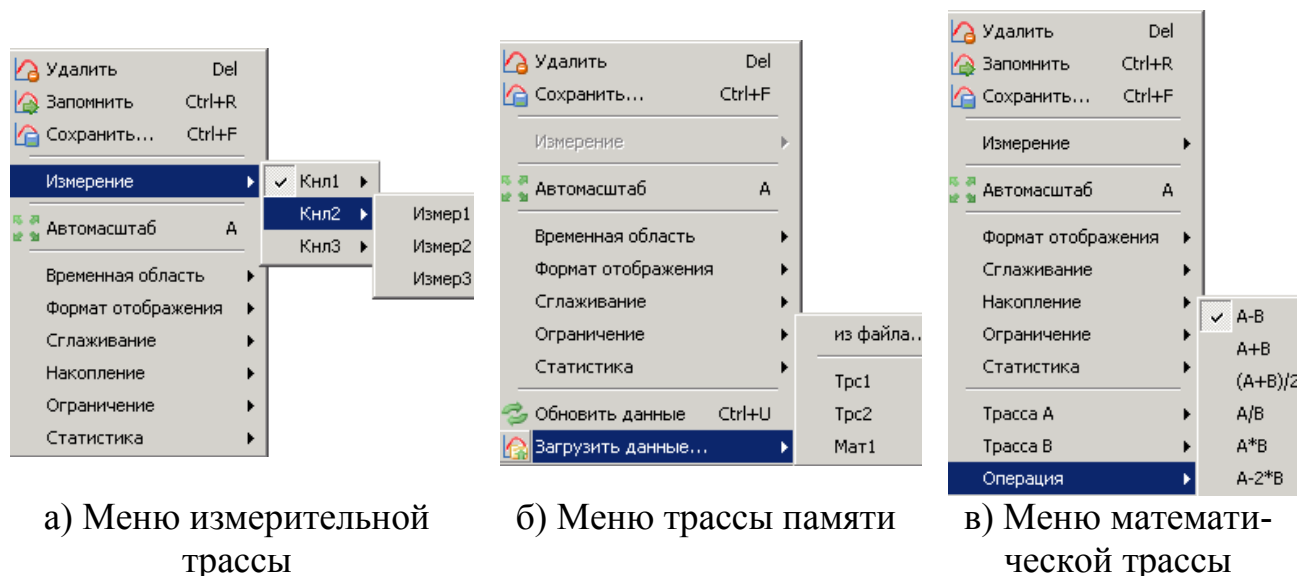 Удалить Del
Запомнить Ctrl+R
Сохранить... Ctrl+F
Измерение
Автомасштаб A
Временная область
Формат отображения
Сглаживание
Накопление
Ограничение
Статистика
Кнл1
Кнл2
Кнл3
Измер1
Измер2
Измер3
а) Меню измерительной
трассы
Удалить Del
Сохранить... Ctrl+F
Измерение
Автомасштаб A
Временная область
Формат отображения
Сглаживание
Ограничение
Статистика
Обновить данные Ctrl+U
Загрузить данные...
из файла..
Трс1
Трс2
Мат1
б) Меню трассы памяти
Удалить Del
Запомнить Ctrl+R
Сохранить... Ctrl+F
Измерение
Автомасштаб A
Формат отображения
Сглаживание
Накопление
Ограничение
Статистика
Трасса A
Трасса B
Операция
A-B
A+B
(A+B)/2
A/B
A*B
A-2*B
в) Меню математи-
ческой трассы